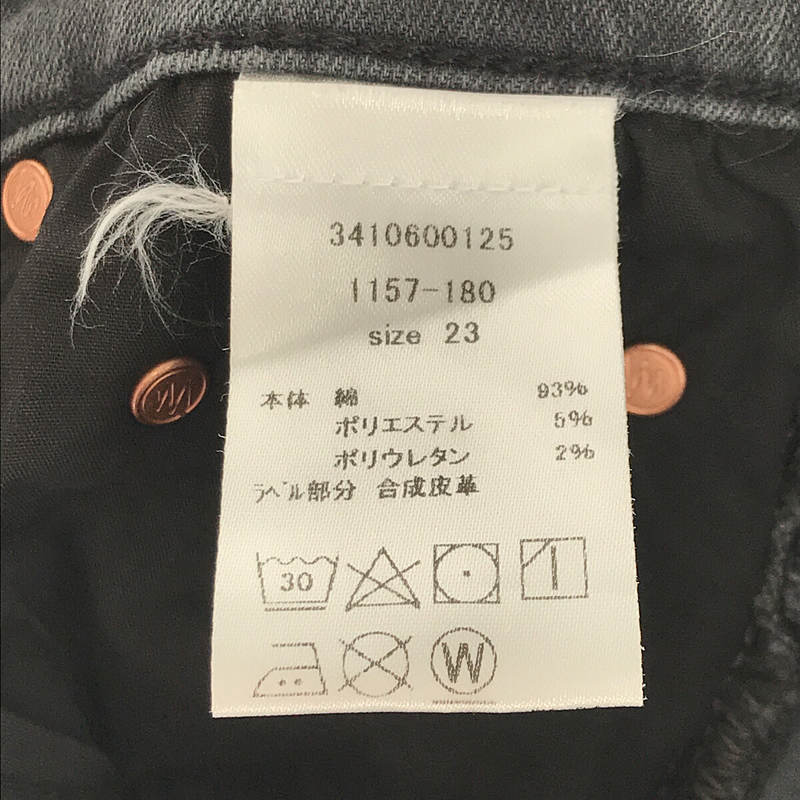 3410600125
1157-180
size 23
本体 綿 93%
ポリエステル 5%
ポリウレタン 2%
ラベル部分 合成皮革
30
W